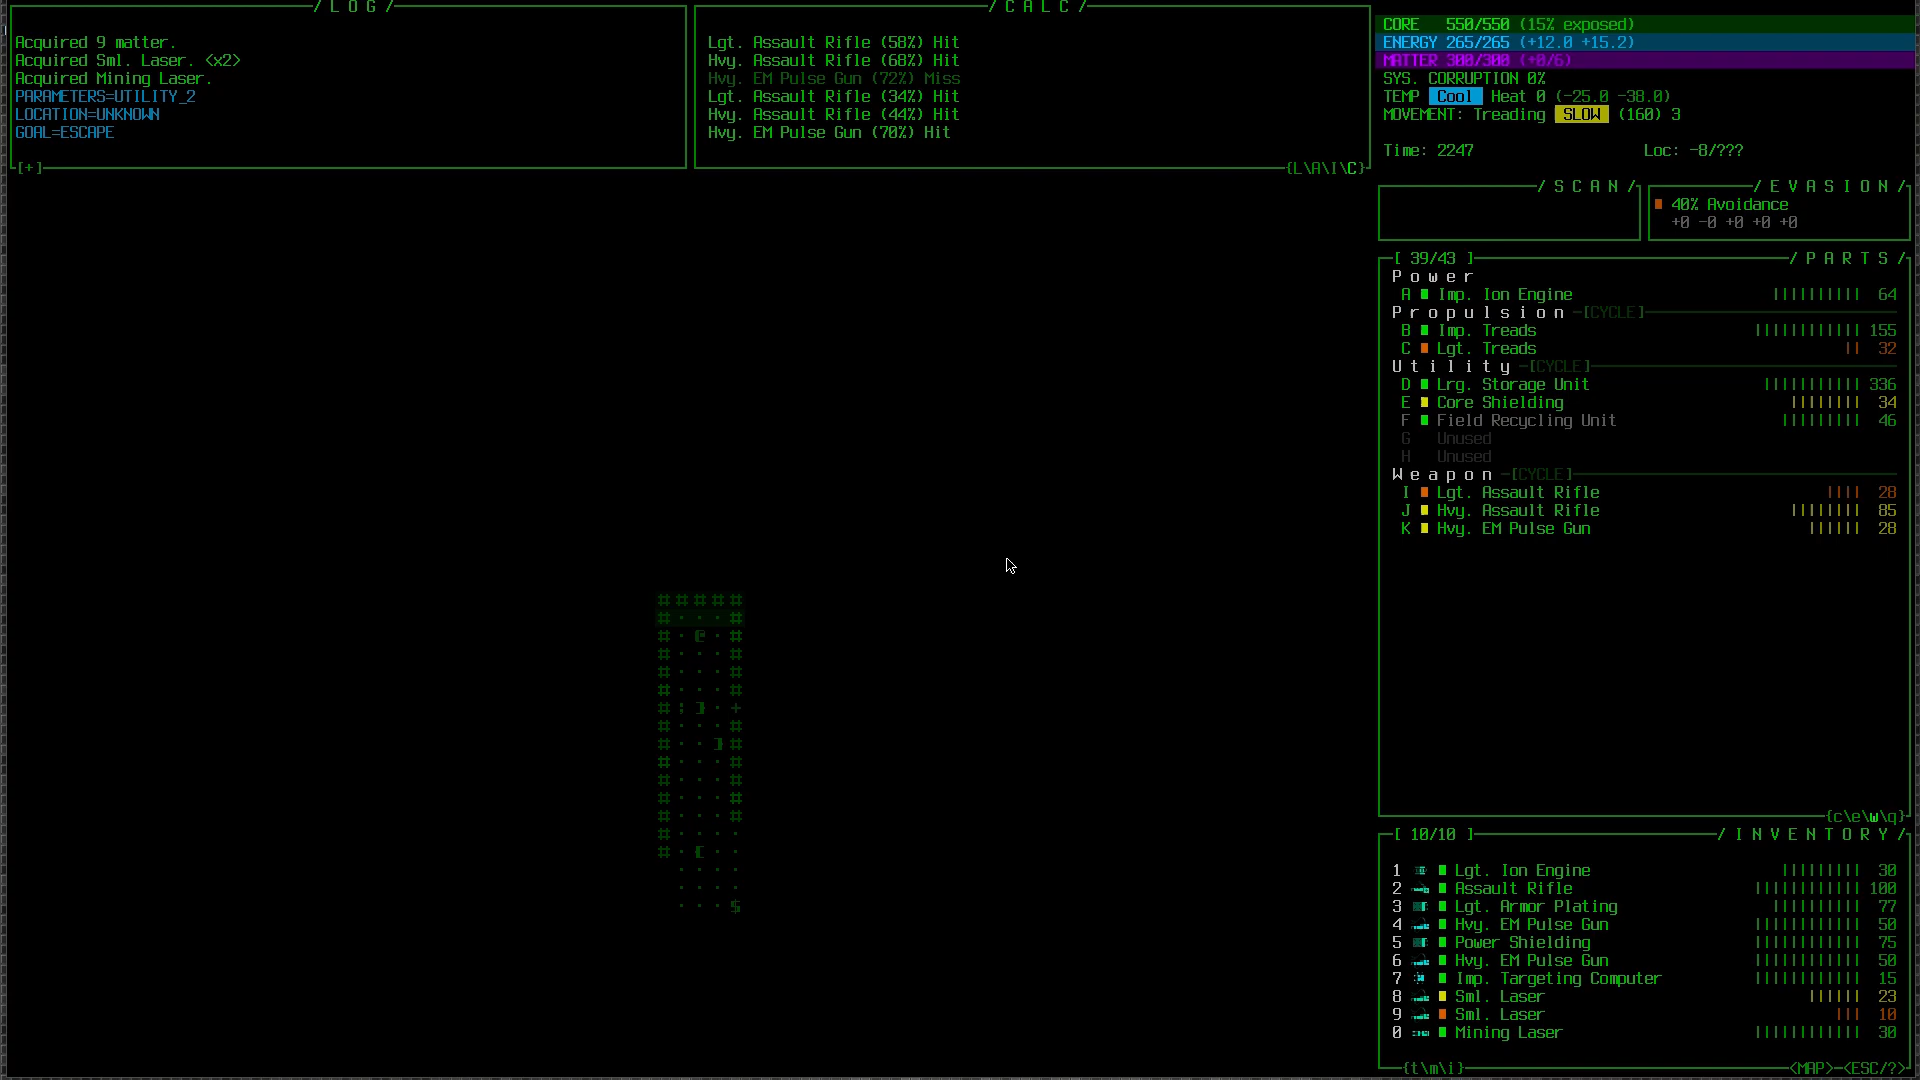 / L O G /
Acquired 9 matter.
Acquired Sml. Laser. <x2>
Acquired Mining Laser.
PARAMETERS=UTILITY_2
LOCATION=UNKNOWN
GOAL=ESCAPE
[+]
/ C A L C /
Lgt. Assault Rifle (58%) Hit
Hvy. Assault Rifle (68%) Hit
Hvy. EM Pulse Gun (72%) Miss
Lgt. Assault Rifle (34%) Hit
Hvy. Assault Rifle (44%) Hit
Hvy. EM Pulse Gun (70%) Hit
{L\A\I\C}
CORE 550/550 (15% exposed)
ENERGY 265/265 (+12.0 +15.2)
MATTER 300/300 (+0/6)
SYS. CORRUPTION 0%
TEMP Cool Heat 0 (-25.0 -38.0)
MOVEMENT: Treading SLOW (160) 3
Time: 2247 Loc: -8/???
/ S C A N /
/ E V A S I O N /
40% Avoidance
+0 -0 +0 +0 +0
[ 39/43 ] / P A R T S /
P o w e r
A Imp. Ion Engine 64
P r o p u l s i o n [CYCLE]
B Imp. Treads 155
C Lgt. Treads 32
U t i l i t y [CYCLE]
D Lrg. Storage Unit 336
E Core Shielding 34
F Field Recycling Unit 46
G Unused
H Unused
W e a p o n [CYCLE]
I Lgt. Assault Rifle 28
J Hvy. Assault Rifle 85
K Hvy. EM Pulse Gun 28
{c\e\w\q}
[ 10/10 ] / I N V E N T O R Y /
1 Lgt. Ion Engine 30
2 Assault Rifle 100
3 Lgt. Armor Plating 77
4 Hvy. EM Pulse Gun 50
5 Power Shielding 75
6 Hvy. EM Pulse Gun 50
7 Imp. Targeting Computer 15
8 Sml. Laser 23
9 Sml. Laser 10
0 Mining Laser 30
{t\m\i} <MAP> <ESC/?>
# # # # #
# · · · #
# · @ · #
# · · · #
# · · · #
# · · · #
# ; ] · +
# · · · #
# · · ] #
# · · · #
# · · · #
# · · · #
# · · · #
# · · ·
# · [ ·
· · · ·
· · · ·
· · · $